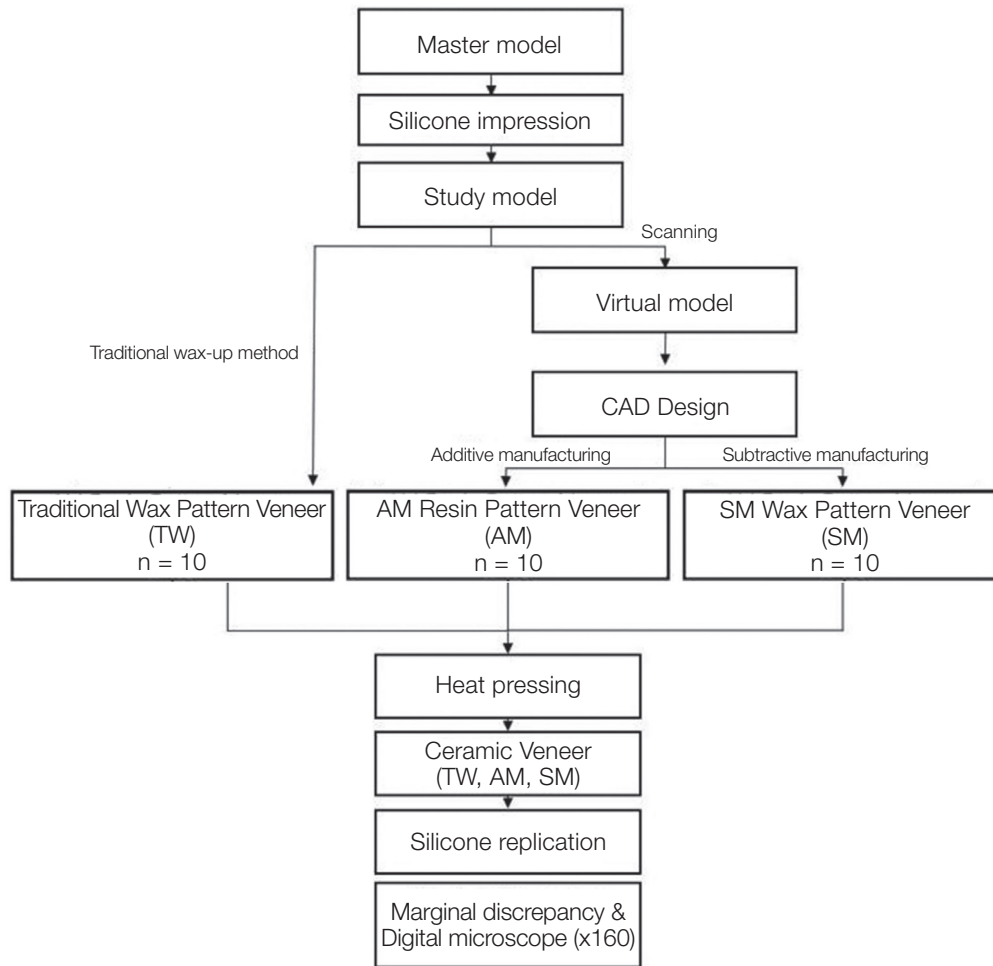 Master model
Silicone impression
Study model
Scanning
Virtual model
Traditional wax-up method
CAD Design
Additive manufacturing
Subtractive manufacturing
Traditional Wax Pattern Veneer
(TW)
n = 10
AM Resin Pattern Veneer
(AM)
n = 10
SM Wax Pattern Veneer
(SM)
n = 10
Heat pressing
Ceramic Veneer
(TW, AM, SM)
Silicone replication
Marginal discrepancy &
Digital microscope (x160)